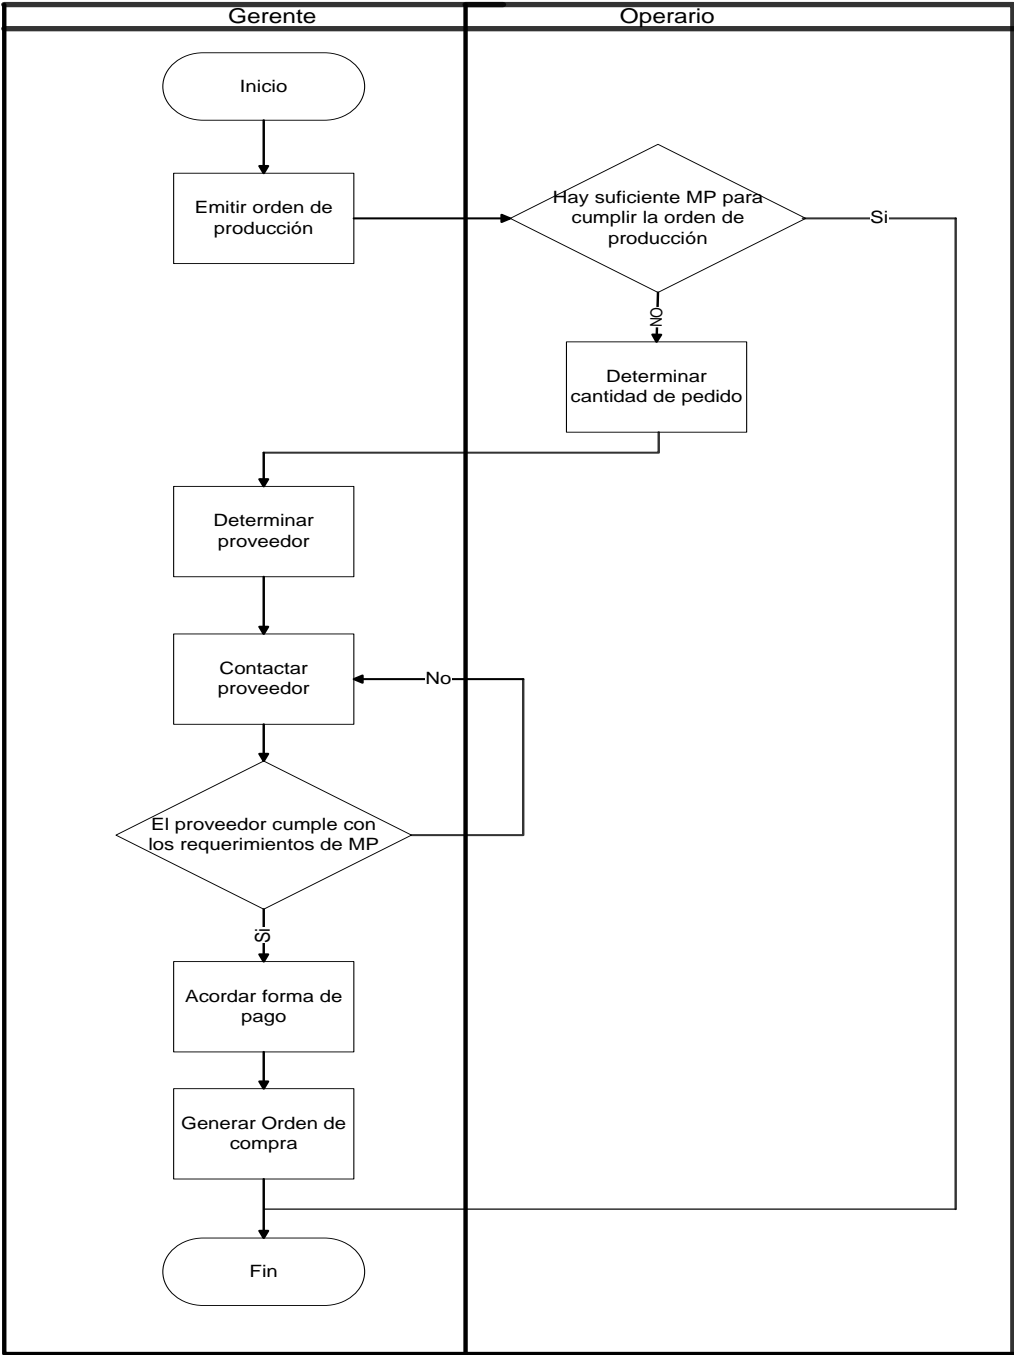 Gerente
Operario
Inicio
Emitir orden de
producción
Hay suficiente MP para
cumplir la orden de
producción
Si
NO
Determinar
cantidad de pedido
Determinar
proveedor
Contactar
proveedor
No
El proveedor cumple con
los requerimientos de MP
Si
Acordar forma de
pago
Generar Orden de
compra
Fin